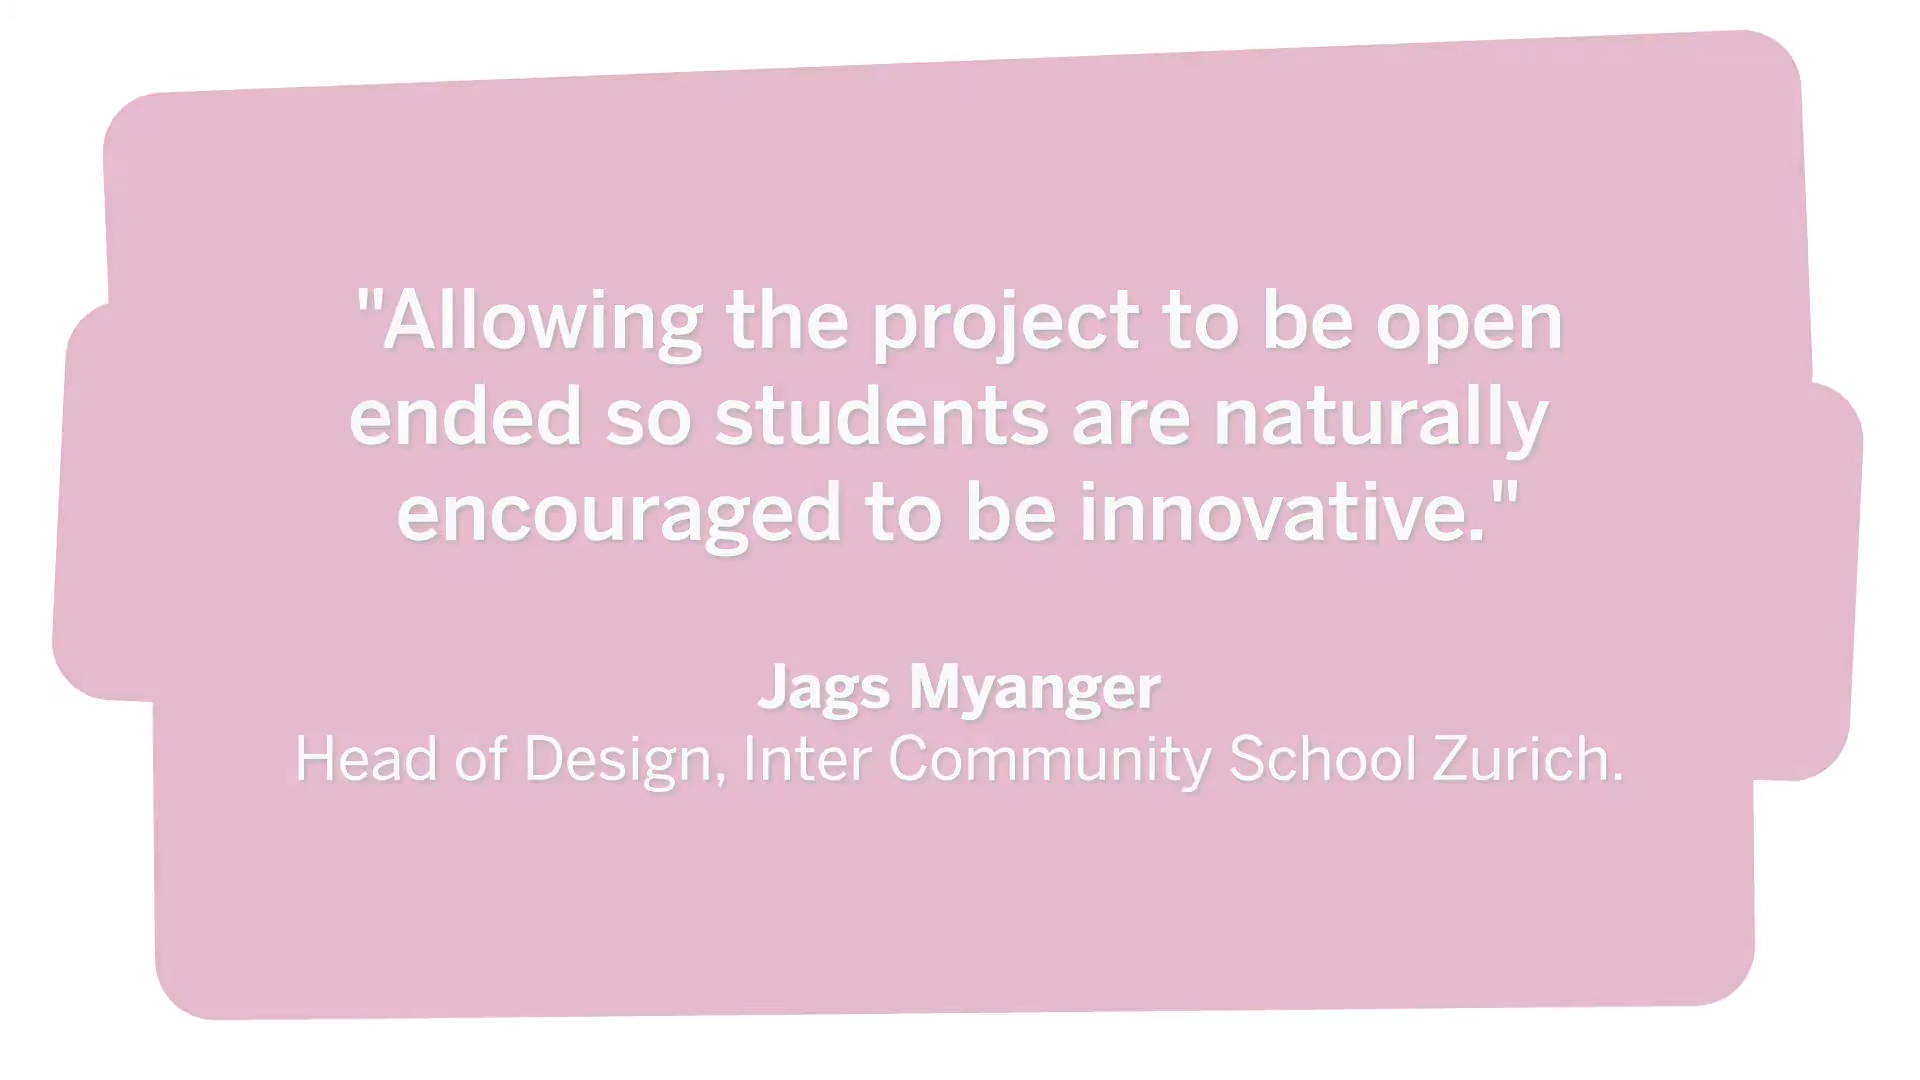 "Allowing the project to be open
ended so students are naturally
encouraged to be innovative."
Jags Myanger
Head of Design, Inter Community School Zurich.